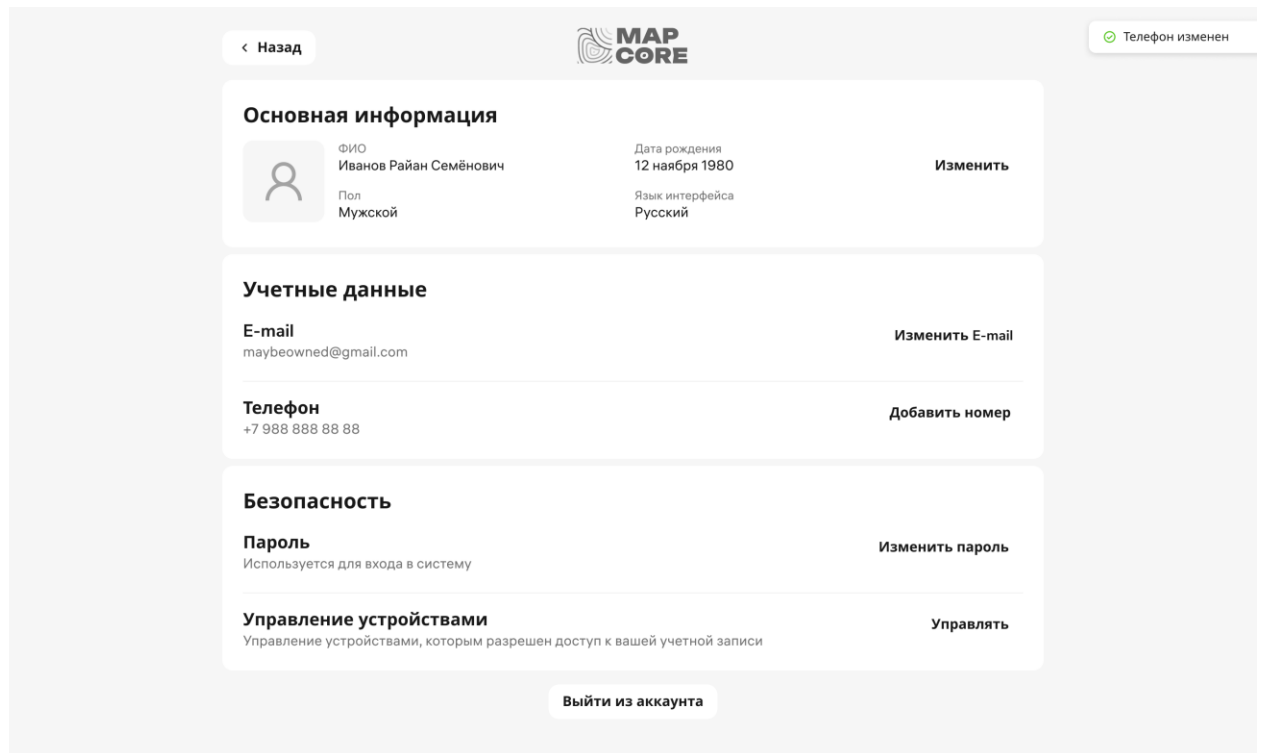 < Назад
MAP
CORE
Телефон изменен
Основная информация
ФИО
Иванов Райан Семёнович
Дата рождения
12 наября 1980
Изменить
Пол
Мужской
Язык интерфейса
Русский
Учетные данные
E-mail
maybeowned@gmail.com
Изменить E-mail
Телефон
+7 988 888 88 88
Добавить номер
Безопасность
Пароль
Используется для входа в систему
Изменить пароль
Управление устройствами
Управление устройствами, которым разрешен доступ к вашей учетной записи
Управлять
Выйти из аккаунта